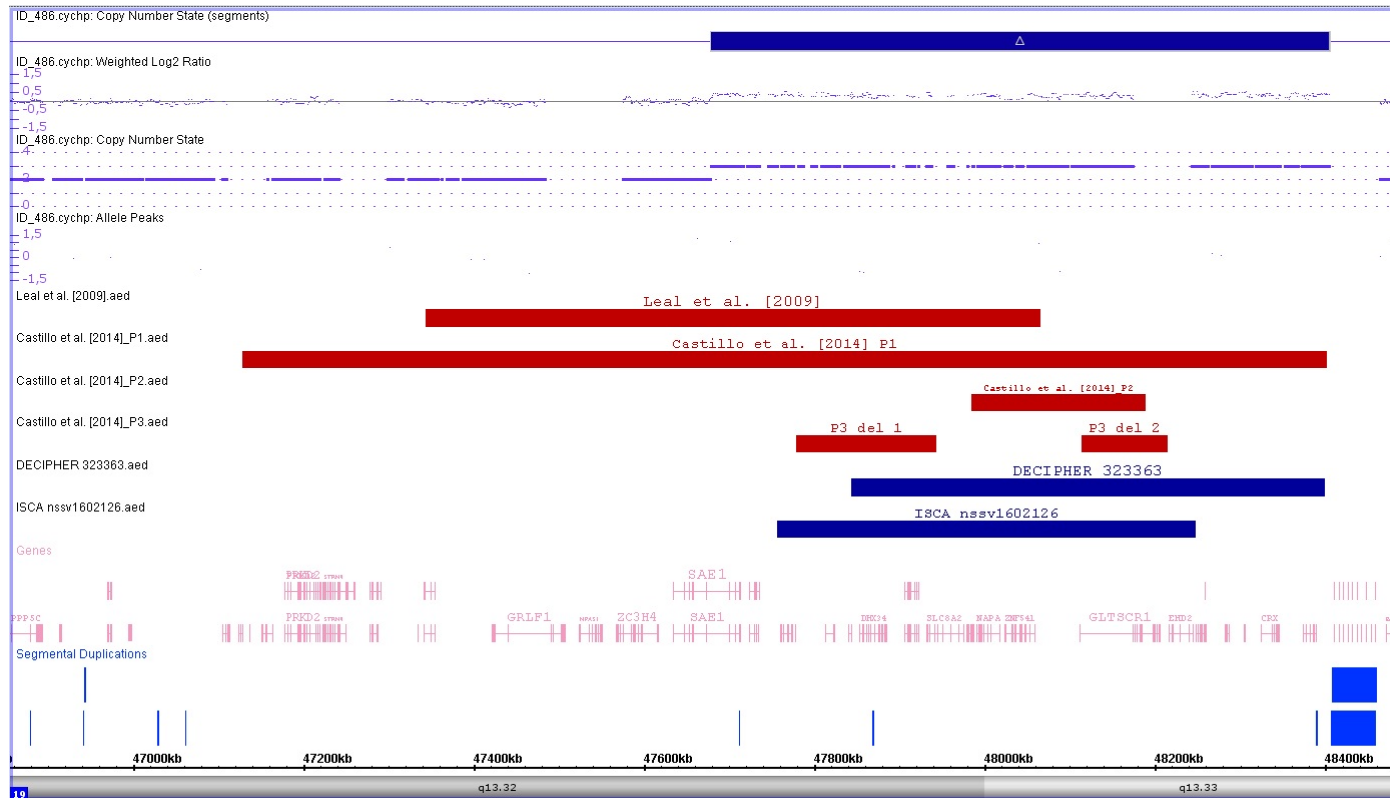 ID_486.cychp: Copy Number State (segments)
ID_486.cychp: Weighted Log2 Ratio
1,5
0,5
-0,5
-1,5
ID_486.cychp: Copy Number State
4
2
0
ID_486.cychp: Allele Peaks
1,5
0
-1,5
Leal et al. [2009].aed
Leal et al. [2009]
Castillo et al. [2014]_P1.aed
Castillo et al. [2014] P1
Castillo et al. [2014]_P2.aed
Castillo et al. [2014]_P2
Castillo et al. [2014]_P3.aed
P3 del 1 P3 del 2
DECIPHER 323363.aed
DECIPHER 323363
ISCA nssv1602126.aed
ISCA nssv1602126
Genes
SAE1
PPP5C PRKD2 GRLF1 ZC3H4 SAE1 DHX34 SLC8A2 NAPA GLTSCR1 EHD2 CRX
Segmental Duplications
47000kb 47200kb 47400kb 47600kb 47800kb 48000kb 48200kb 48400kb
q13.32 q13.33
19